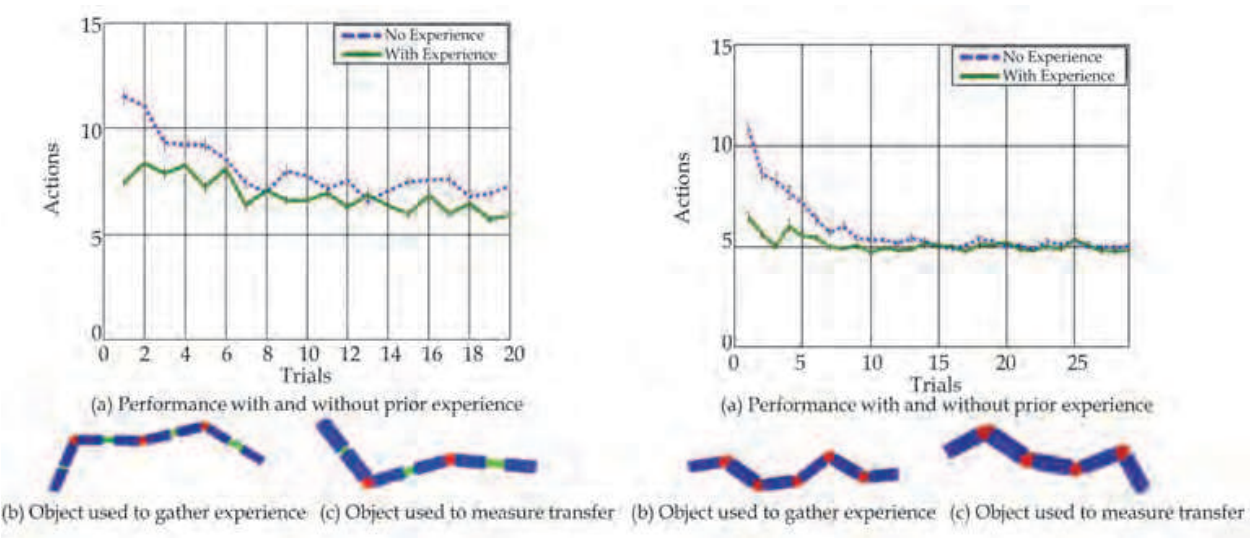 15
No Experience
With Experience
10
Actions
5
0
0 2 4 6 8 10 12 14 16 18 20
Trials
(a) Performance with and without prior experience
(b) Object used to gather experience (c) Object used to measure transfer
15
No Experience
With Experience
10
Actions
5
0
0 5 10 15 20 25
Trials
(a) Performance with and without prior experience
(b) Object used to gather experience (c) Object used to measure transfer